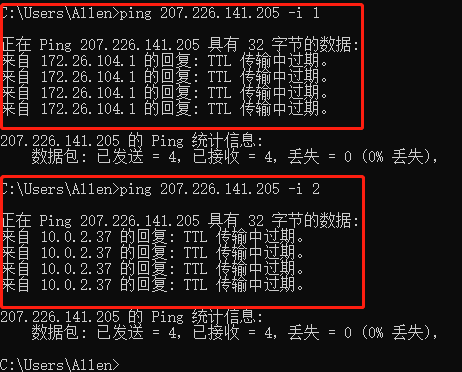 C:\Users\Allen>ping 207.226.141.205 -i 1
正在 Ping 207.226.141.205 具有 32 字节的数据:
来自 172.26.104.1 的回复: TTL 传输中过期。
来自 172.26.104.1 的回复: TTL 传输中过期。
来自 172.26.104.1 的回复: TTL 传输中过期。
来自 172.26.104.1 的回复: TTL 传输中过期。
207.226.141.205 的 Ping 统计信息:
数据包: 已发送 = 4, 已接收 = 4, 丢失 = 0 (0% 丢失),
C:\Users\Allen>ping 207.226.141.205 -i 2
正在 Ping 207.226.141.205 具有 32 字节的数据:
来自 10.0.2.37 的回复: TTL 传输中过期。
来自 10.0.2.37 的回复: TTL 传输中过期。
来自 10.0.2.37 的回复: TTL 传输中过期。
来自 10.0.2.37 的回复: TTL 传输中过期。
207.226.141.205 的 Ping 统计信息:
数据包: 已发送 = 4, 已接收 = 4, 丢失 = 0 (0% 丢失),
C:\Users\Allen>